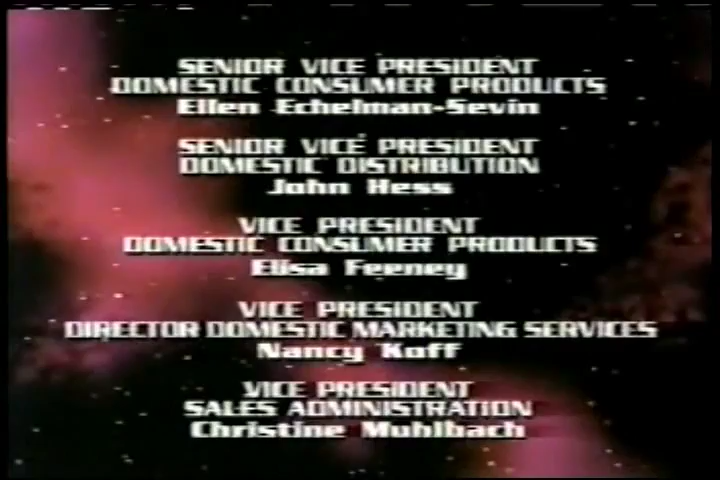 SENIOR VICE PRESIDENT
DOMESTIC CONSUMER PRODUCTS
Ellen Echelman-Sevin
SENIOR VICE PRESIDENT
DOMESTIC DISTRIBUTION
John Hess
VICE PRESIDENT
DOMESTIC CONSUMER PRODUCTS
Elisa Feeney
VICE PRESIDENT
DIRECTOR DOMESTIC MARKETING SERVICES
Nancy Koff
VICE PRESIDENT
SALES ADMINISTRATION
Christine Muhlbach